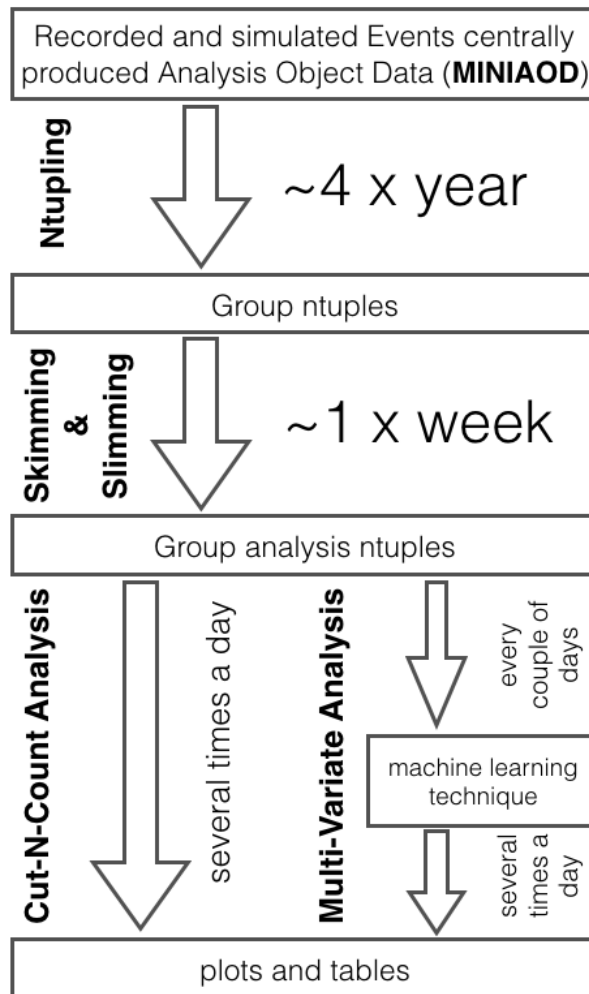 Recorded and simulated Events centrally
produced Analysis Object Data (MINIAOD)
Ntupling
~4 x year
Group ntuples
Skimming
&
Slimming
~1 x week
Group analysis ntuples
Cut-N-Count Analysis
several times a day
Multi-Variate Analysis
every
couple of
days
machine learning
technique
several
times a
day
plots and tables